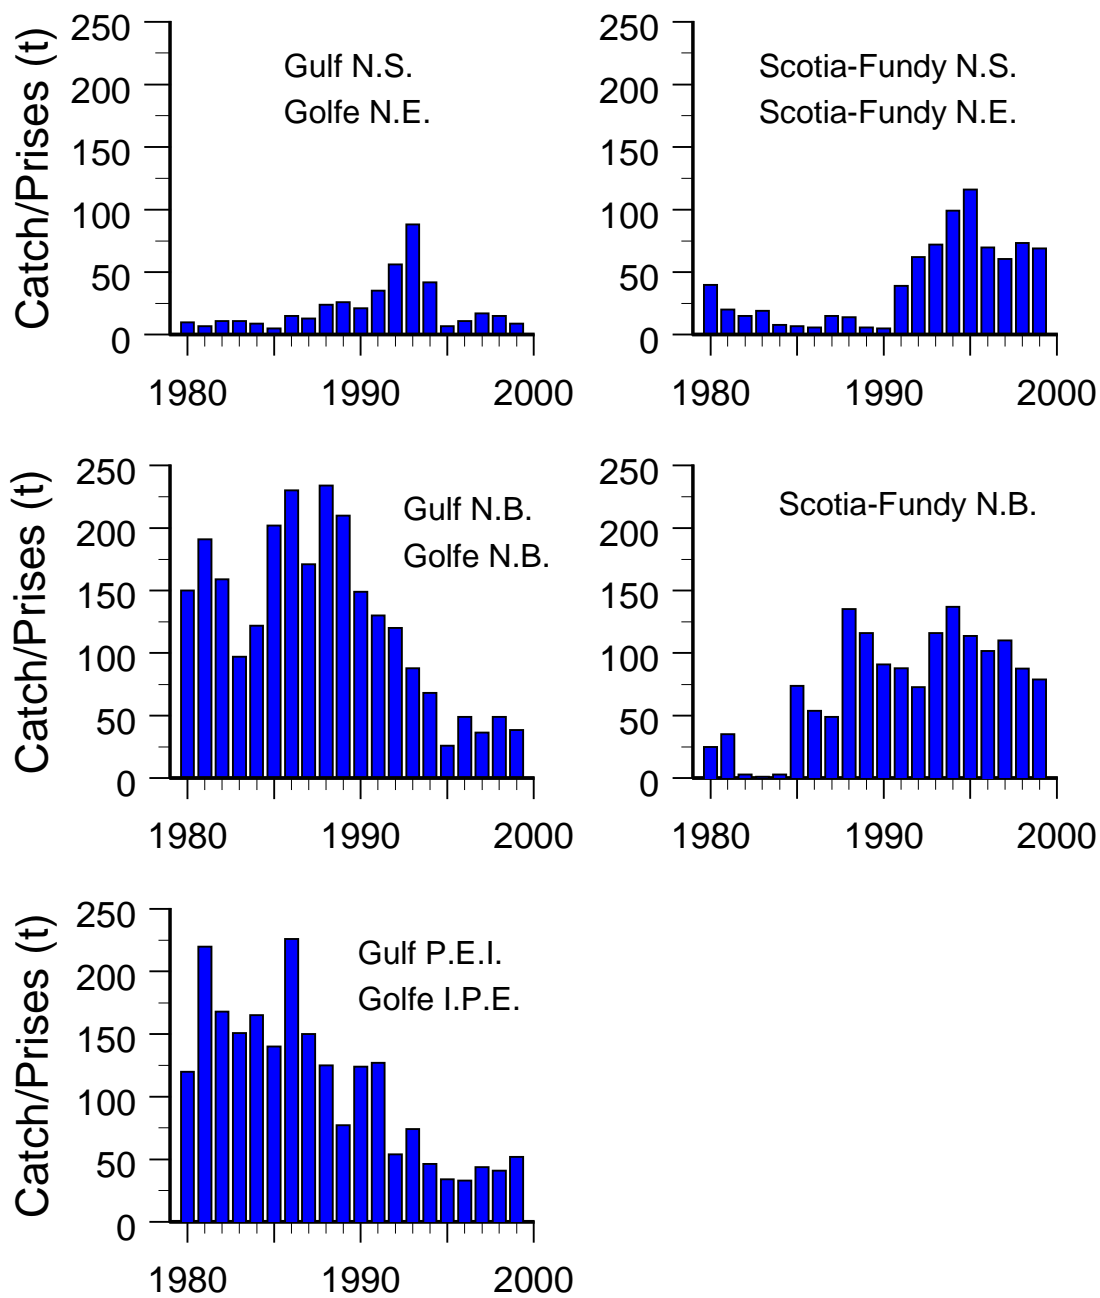 Catch/Prises (t)
250
200
150
100
50
0
Gulf N.S.
Golfe N.E.
1980 1990 2000
250
200
150
100
50
0
Scotia-Fundy N.S.
Scotia-Fundy N.E.
1980 1990 2000
Catch/Prises (t)
250
200
150
100
50
0
Gulf N.B.
Golfe N.B.
1980 1990 2000
250
200
150
100
50
0
Scotia-Fundy N.B.
1980 1990 2000
Catch/Prises (t)
250
200
150
100
50
0
Gulf P.E.I.
Golfe I.P.E.
1980 1990 2000